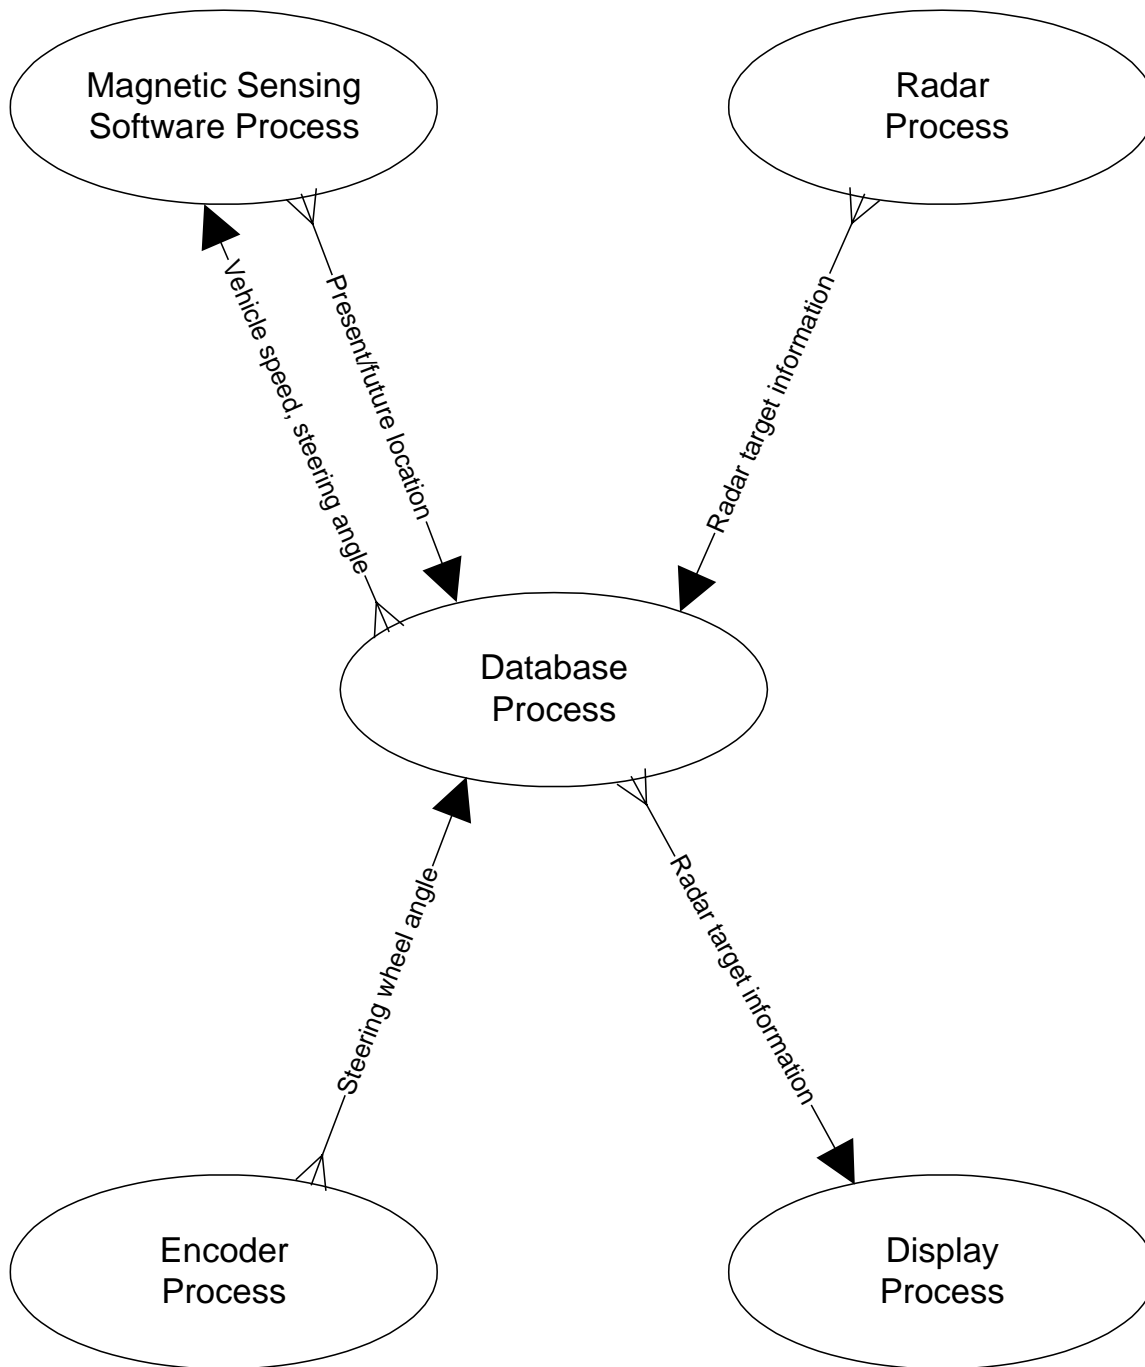 Magnetic Sensing
Software Process
Radar
Process
Vehicle speed, steering angle
Present/future location
Radar target information
Database
Process
Steering wheel angle
Radar target information
Encoder
Process
Display
Process